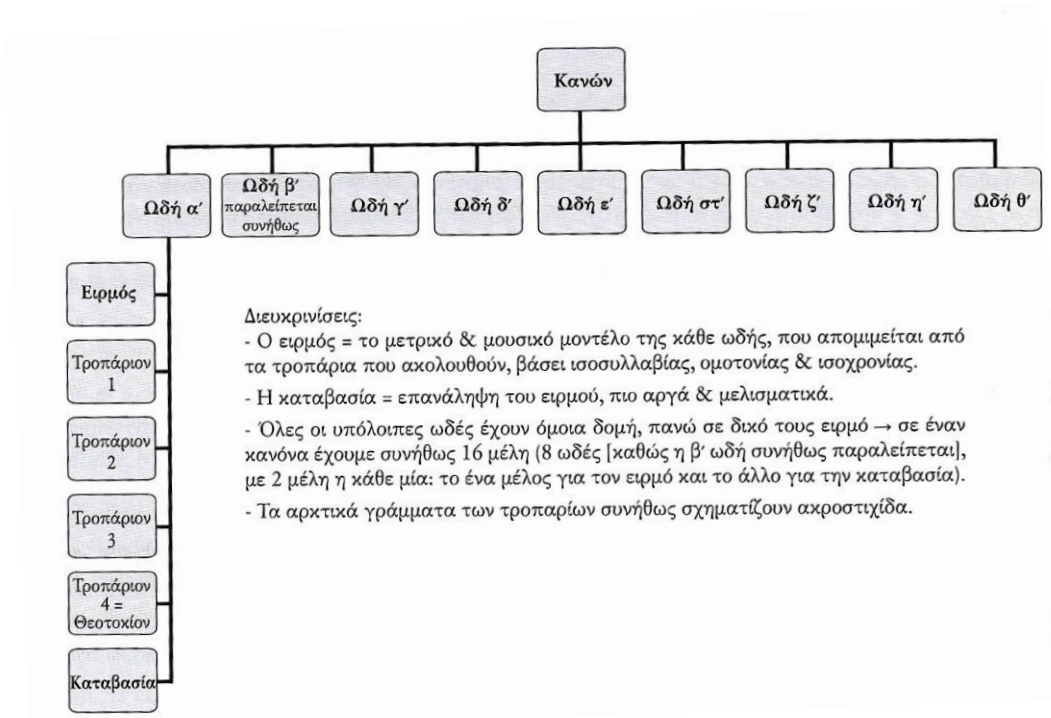 Κανών
Ωδή α′
Ωδή β′
παραλείπεται
συνήθως
Ωδή γ′
Ωδή δ′
Ωδή ε′
Ωδή στ′
Ωδή ζ′
Ωδή η′
Ωδή θ′
Ειρμός
Τροπάριον
1
Τροπάριον
2
Τροπάριον
3
Τροπάριον
4 =
Θεοτοκίον
Καταβασία
Διευκρινίσεις:
- Ο ειρμός = το μετρικό & μουσικό μοντέλο της κάθε ωδής, που απομιμείται από
τα τροπάρια που ακολουθούν, βάσει ισοσυλλαβίας, ομοτονίας & ισοχρονίας.
- Η καταβασία = επανάληψη του ειρμού, πιο αργά & μελισματικά.
- Όλες οι υπόλοιπες ωδές έχουν όμοια δομή, πανώ σε δικό τους ειρμό → σε έναν
κανόνα έχουμε συνήθως 16 μέλη (8 ωδές [καθώς η β′ ωδή συνήθως παραλείπεται],
με 2 μέλη η κάθε μία: το ένα μέλος για τον ειρμό και το άλλο για την καταβασία).
- Τα αρκτικά γράμματα των τροπαρίων συνήθως σχηματίζουν ακροστιχίδα.